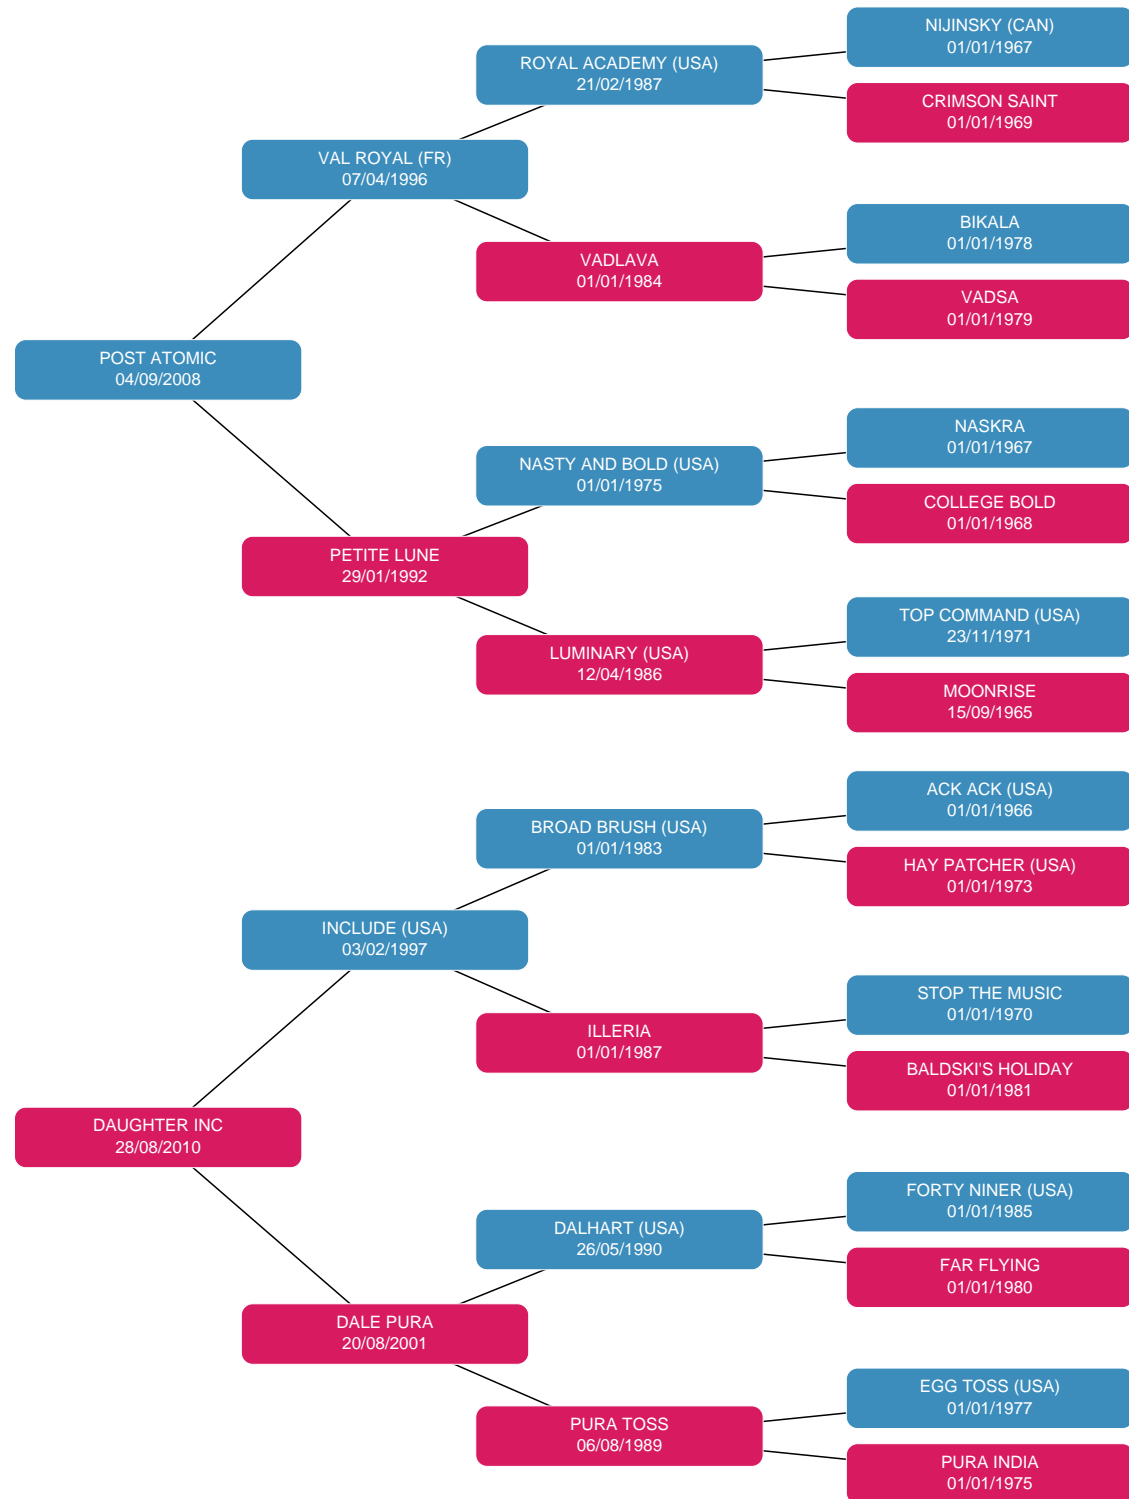 NIJINSKY (CAN)
01/01/1967
ROYAL ACADEMY (USA)
21/02/1987
CRIMSON SAINT
01/01/1969
VAL ROYAL (FR)
07/04/1996
BIKALA
01/01/1978
VADLAVA
01/01/1984
VADSA
01/01/1979
POST ATOMIC
04/09/2008
NASKRA
01/01/1967
NASTY AND BOLD (USA)
01/01/1975
COLLEGE BOLD
01/01/1968
PETITE LUNE
29/01/1992
TOP COMMAND (USA)
23/11/1971
LUMINARY (USA)
12/04/1986
MOONRISE
15/09/1965
ACK ACK (USA)
01/01/1966
BROAD BRUSH (USA)
01/01/1983
HAY PATCHER (USA)
01/01/1973
INCLUDE (USA)
03/02/1997
STOP THE MUSIC
01/01/1970
ILLERIA
01/01/1987
BALDSKI'S HOLIDAY
01/01/1981
DAUGHTER INC
28/08/2010
FORTY NINER (USA)
01/01/1985
DALHART (USA)
26/05/1990
FAR FLYING
01/01/1980
DALE PURA
20/08/2001
EGG TOSS (USA)
01/01/1977
PURA TOSS
06/08/1989
PURA INDIA
01/01/1975